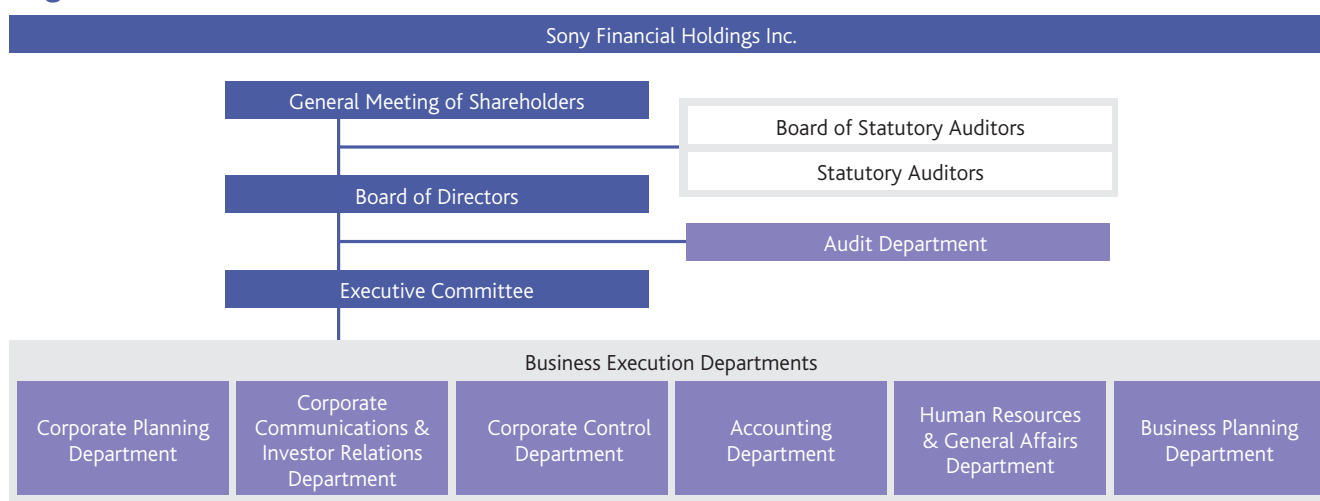 Sony Financial Holdings Inc.
General Meeting of Shareholders
Board of Statutory Auditors
Statutory Auditors
Board of Directors
Audit Department
Executive Committee
Business Execution Departments
Corporate Planning
Department
Corporate
Communications &
Investor Relations
Department
Corporate Control
Department
Accounting
Department
Human Resources
& General Affairs
Department
Business Planning
Department